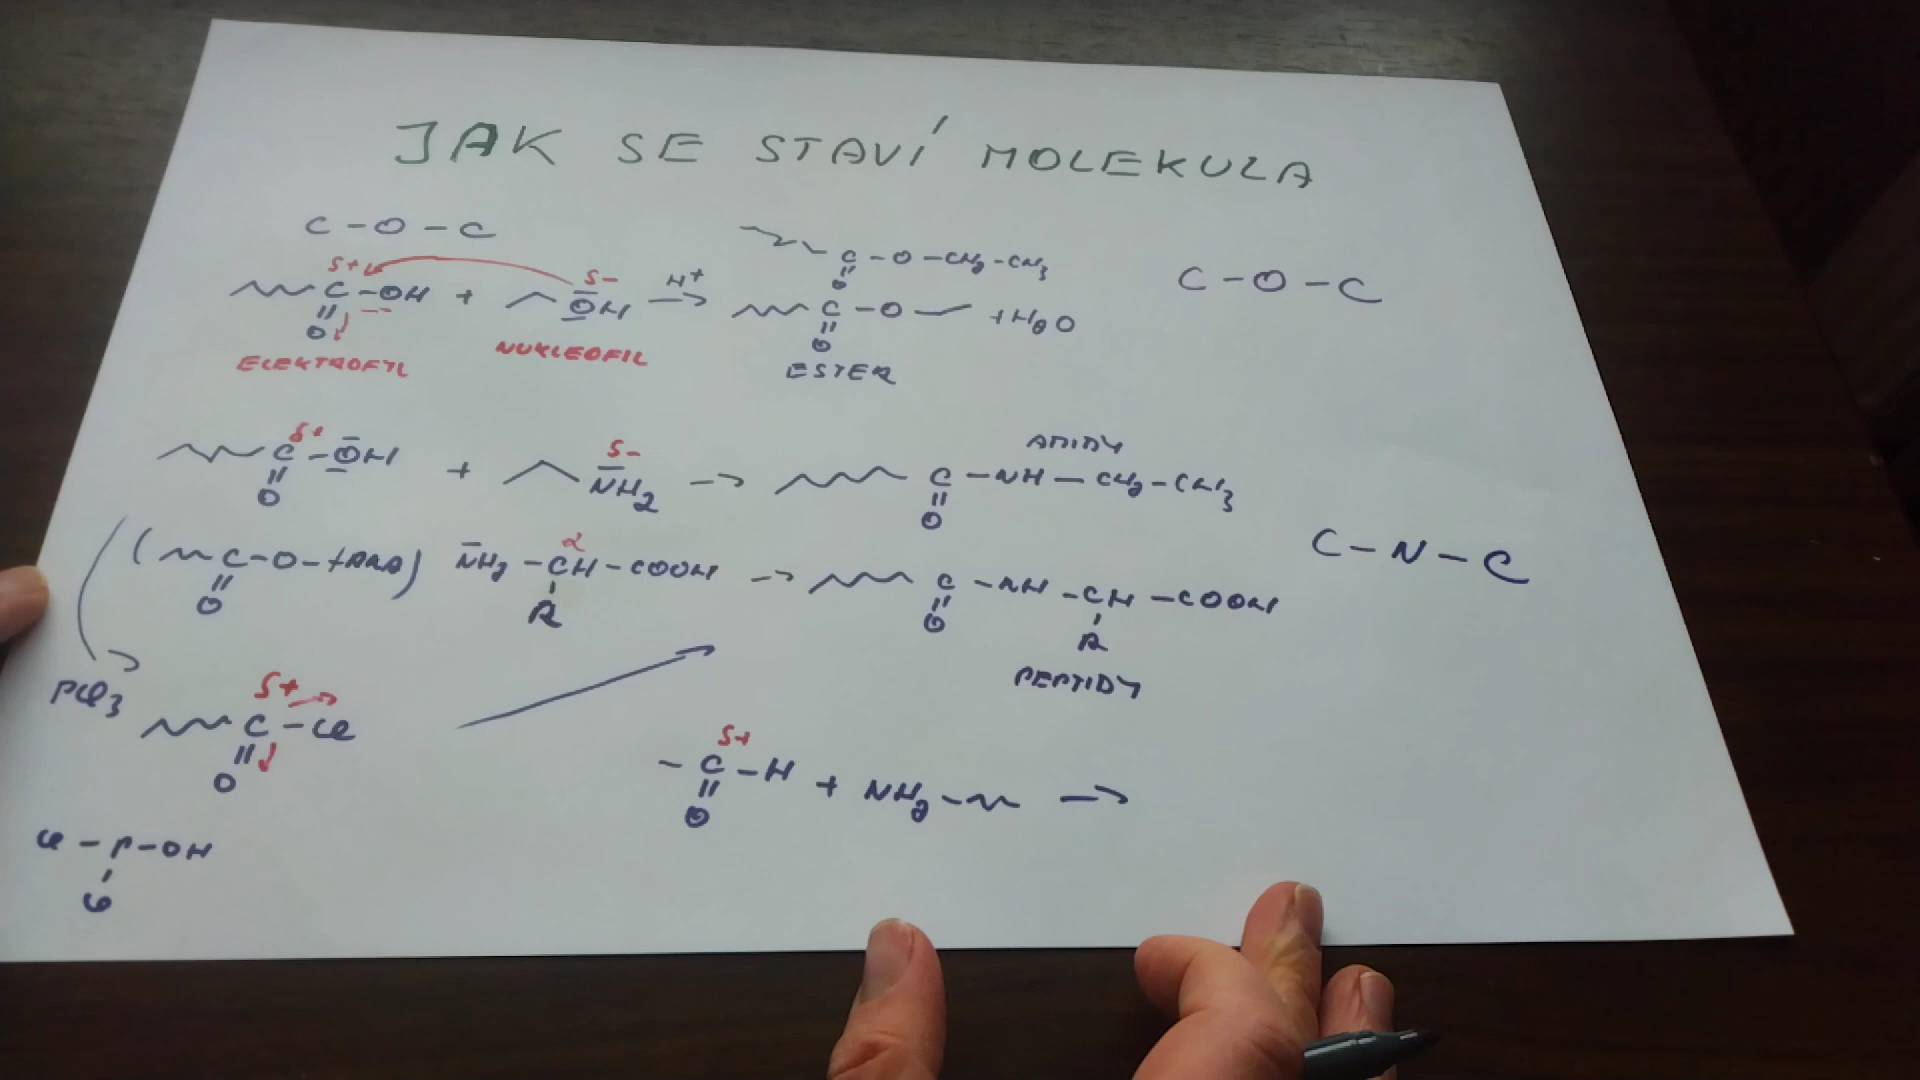 JAK SE STAVÍ MOLEKULA
C - O - C
C - O - CH2 - CH3
O
C - O - C
δ+ δ-
C - OH + OH H+ → C - O + H2O
O O
ELEKTROFIL NUKLEOFIL ESTER
AMIDY
δ+ δ-
C - OH + NH2 → C - NH - CH2 - CH3
O O
C - N - C
α
( C - O - tRNA) NH2 - CH - COOH → C - NH - CH - COOH
O R O R
PEPTIDY
PCl3
δ+
C - Cl
O
δ+
- C - H + NH2 - →
O
Cl - P - OH
Cl